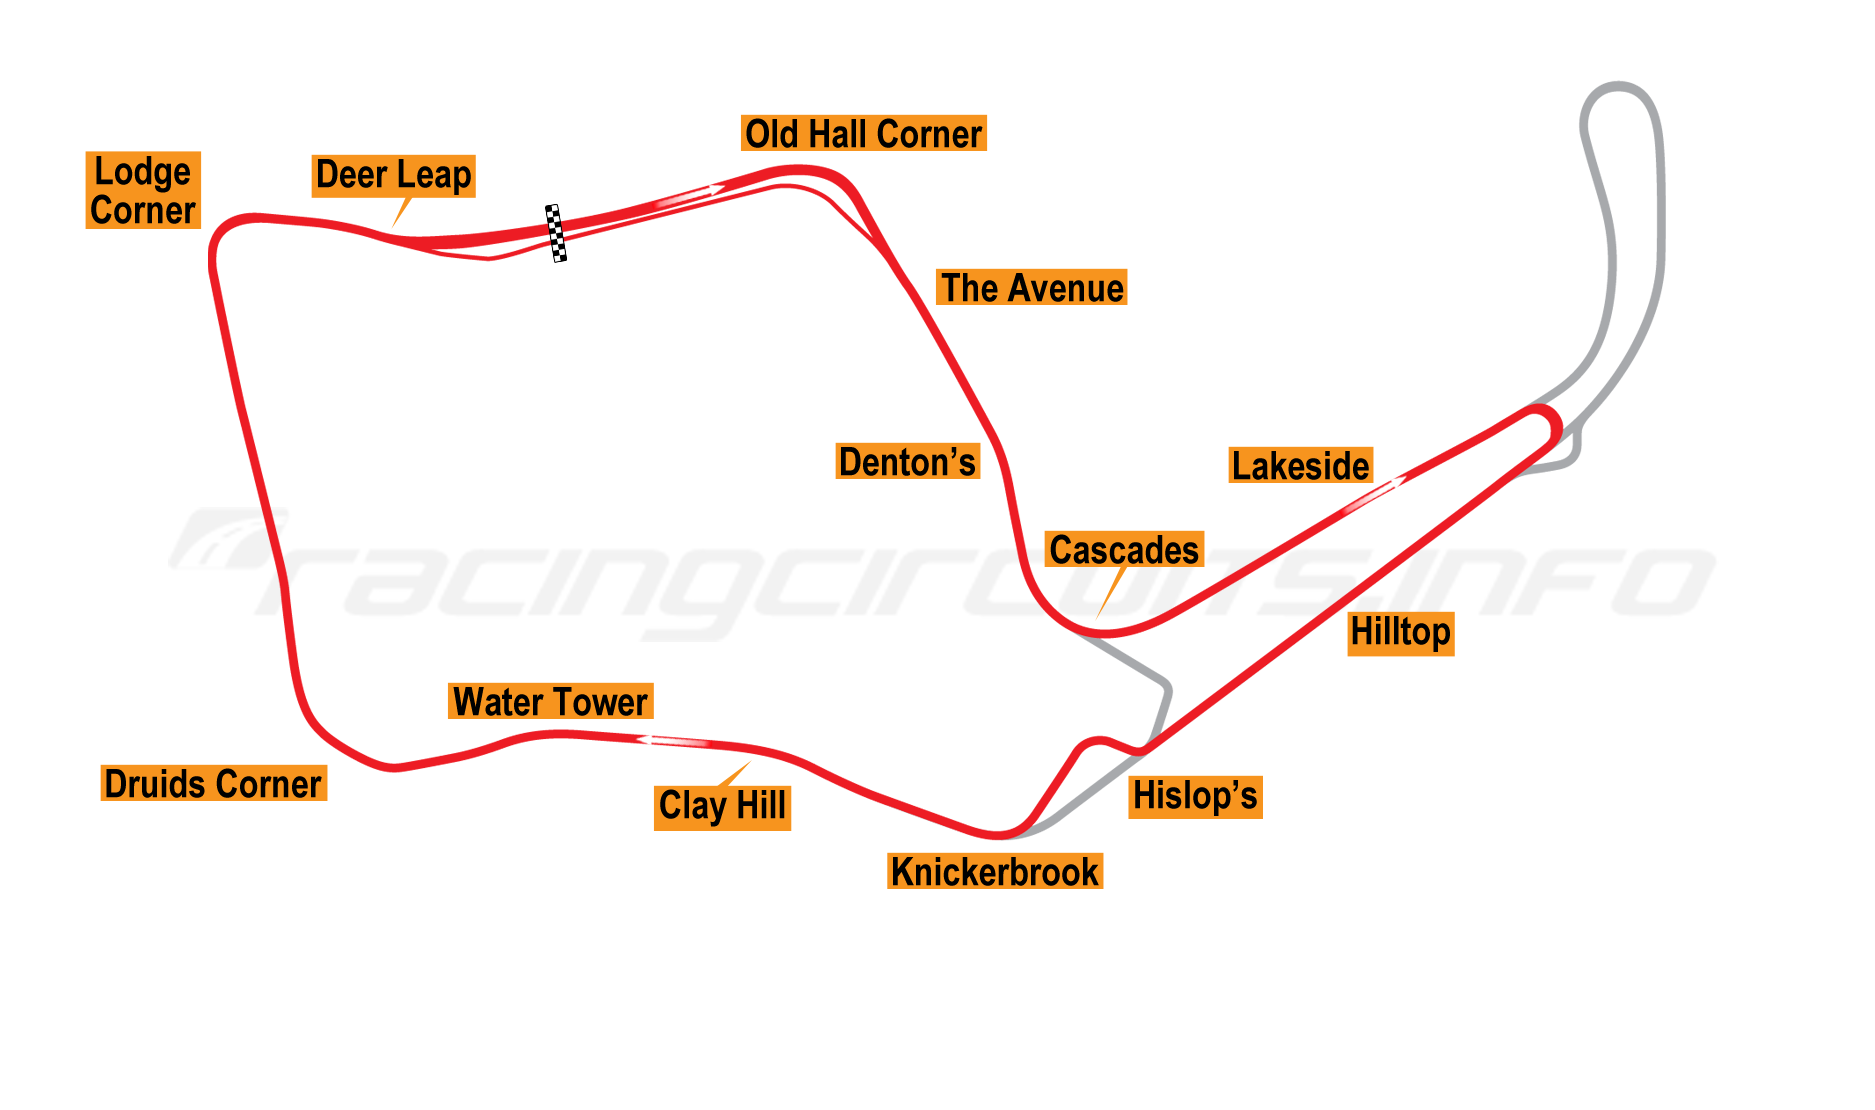 Old Hall Corner
Lodge
Corner
Deer Leap
The Avenue
Denton's
Lakeside
Cascades
racingcircuits.info
Hilltop
Water Tower
Druids Corner
Clay Hill
Hislop's
Knickerbrook